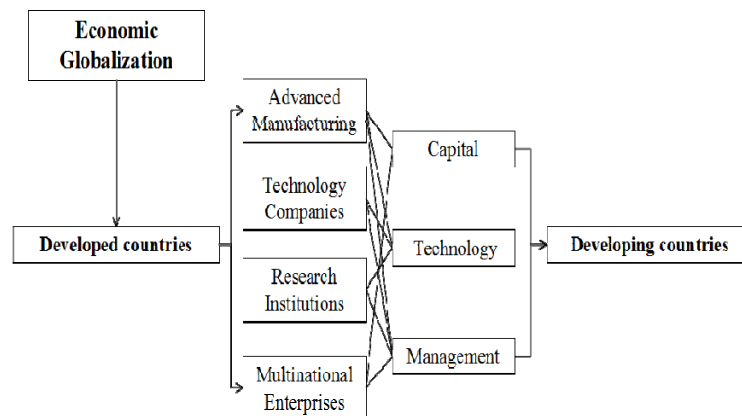 Economic
Globalization
Advanced
Manufacturing
Capital
Technology
Companies
Developed countries
Technology
Developing countries
Research
Institutions
Management
Multinational
Enterprises